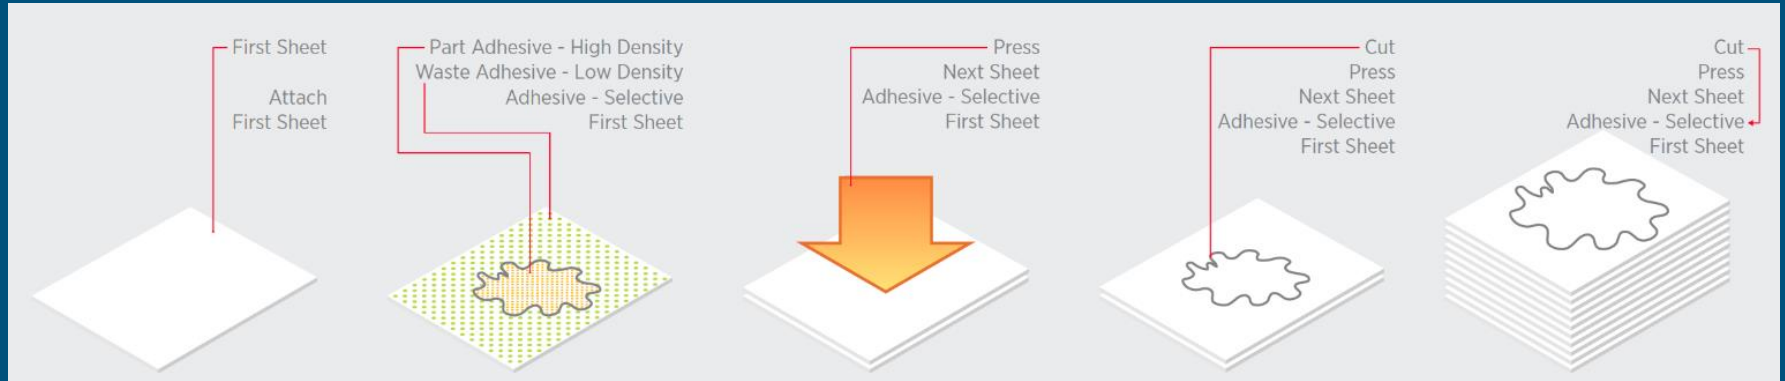 First Sheet
Attach
First Sheet
Part Adhesive - High Density
Waste Adhesive - Low Density
Adhesive - Selective
First Sheet
Press
Next Sheet
Adhesive - Selective
First Sheet
Cut
Press
Next Sheet
Adhesive - Selective
First Sheet
Cut
Press
Next Sheet
Adhesive - Selective
First Sheet